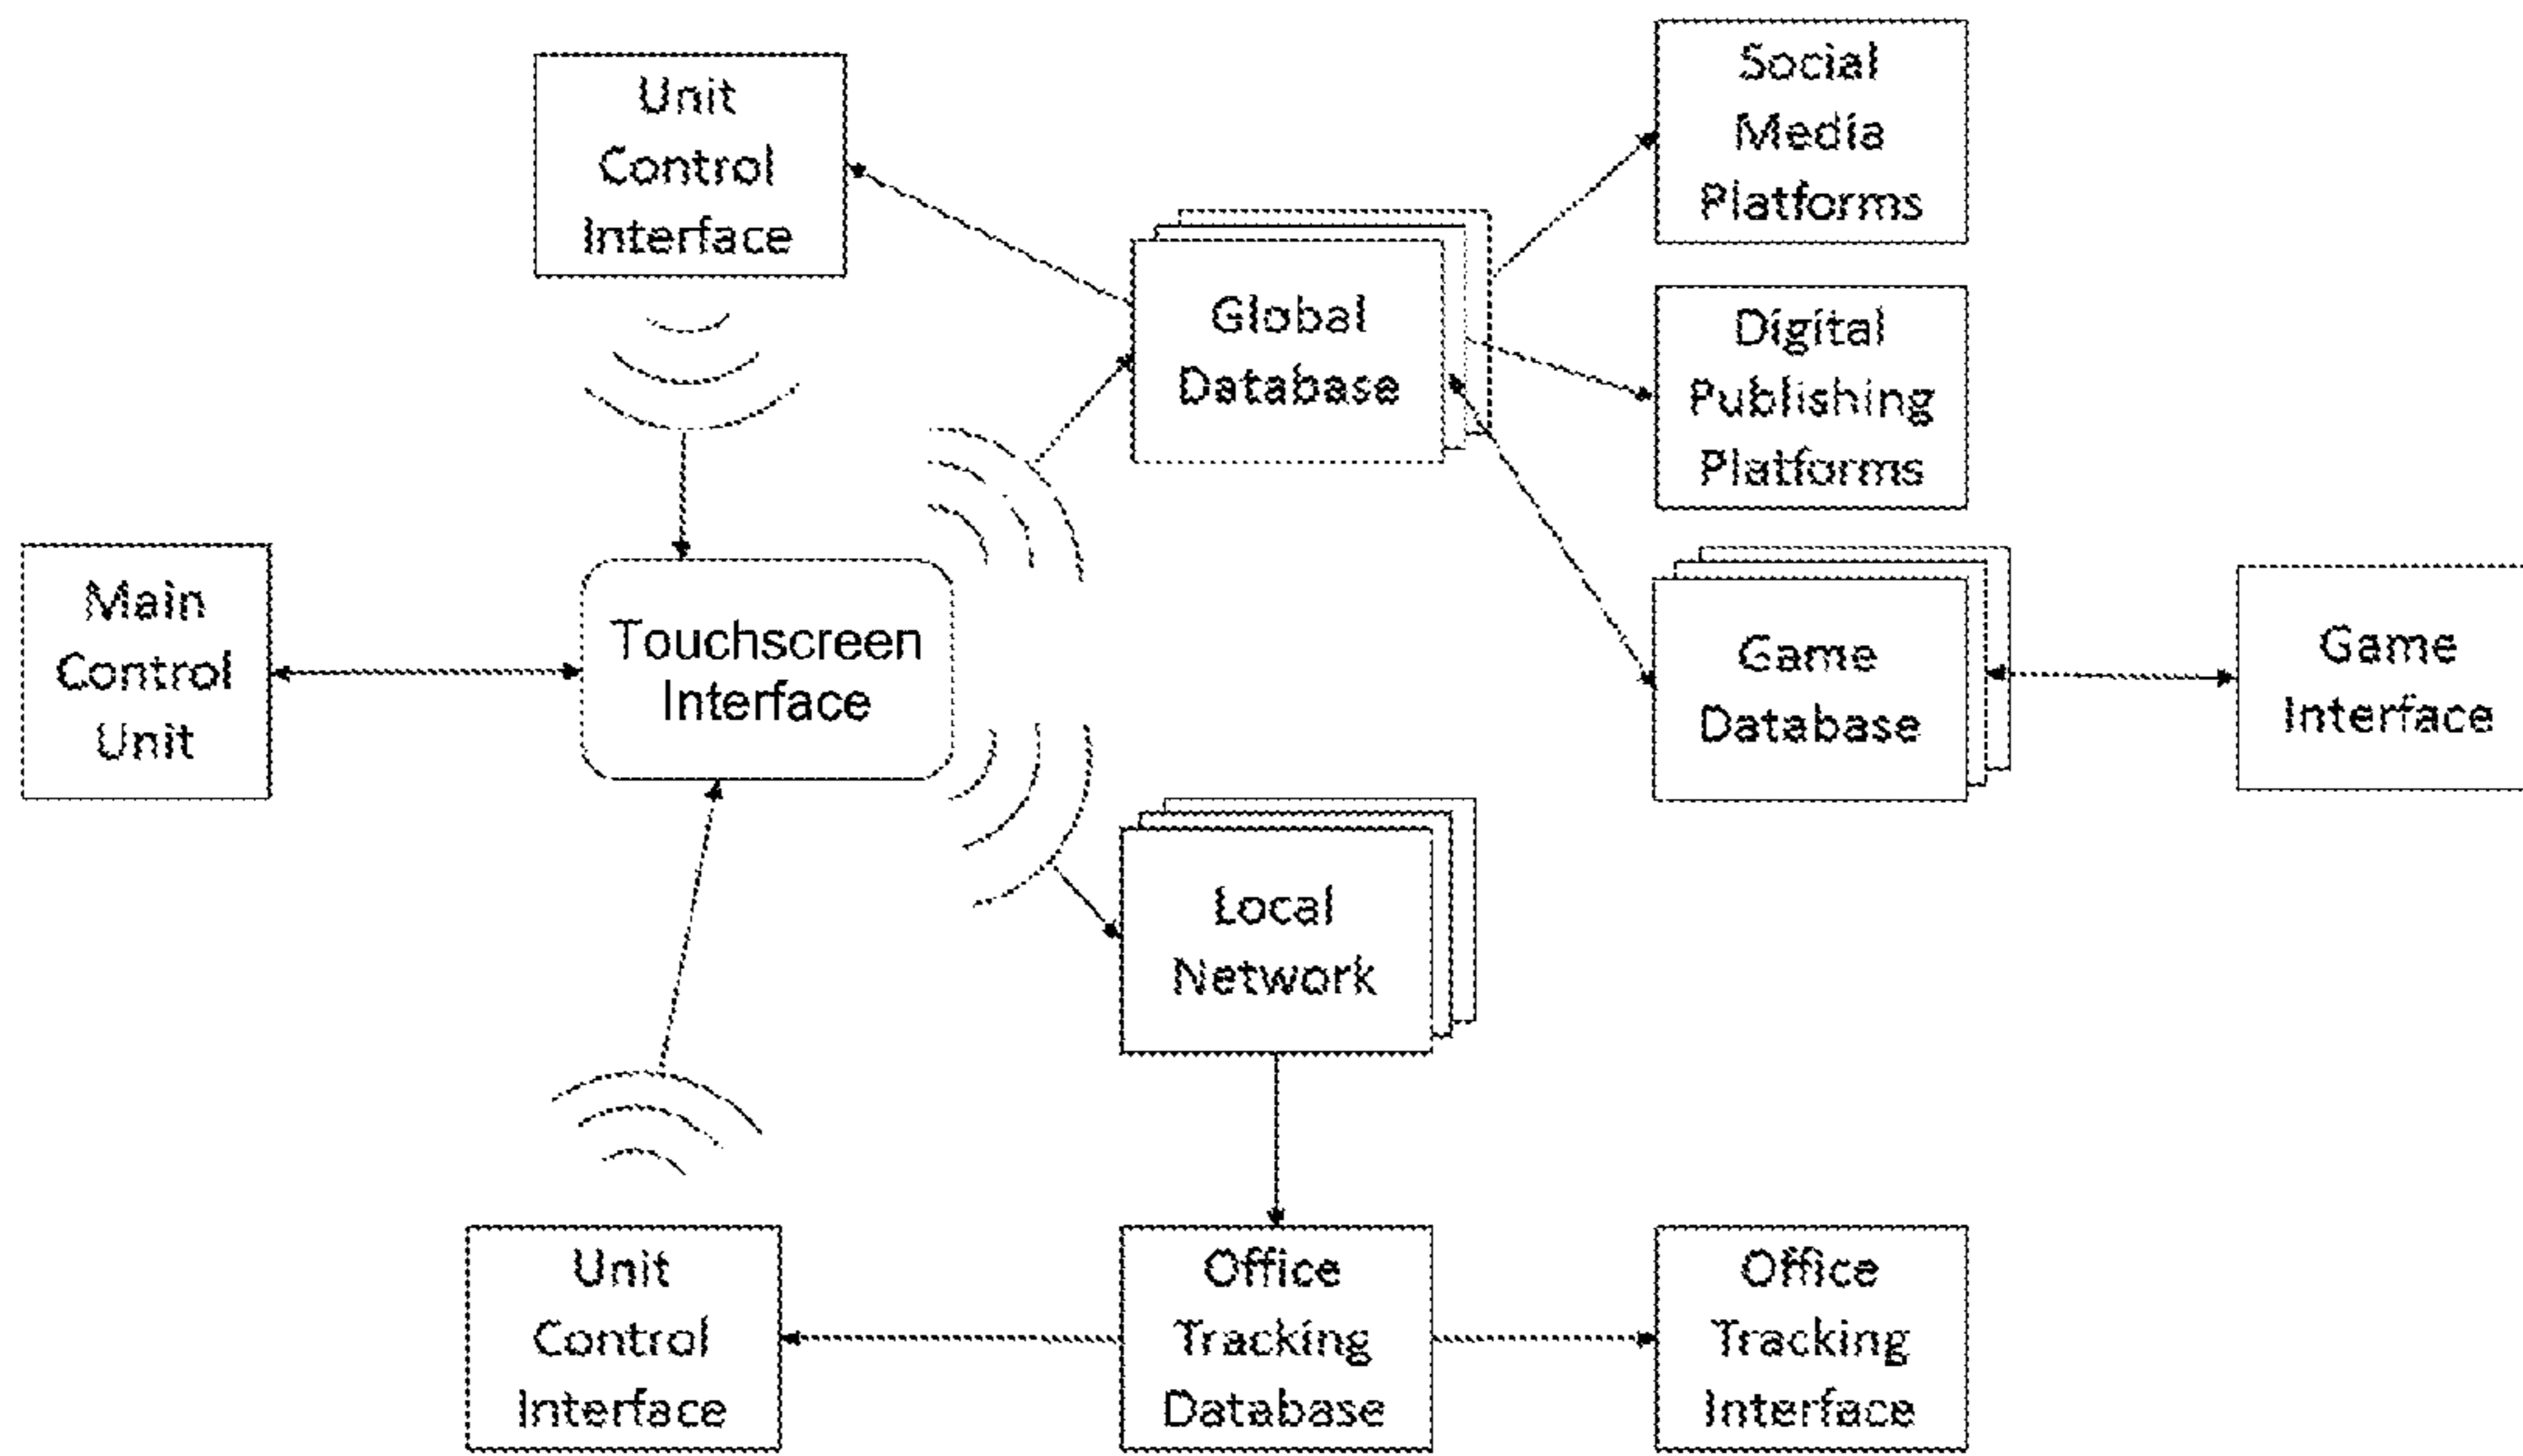 Unit
Control
Interface
Social
Media
Platforms
Global
Database
Digital
Publishing
Platforms
Main
Control
Unit
Touchscreen
Interface
Game
Database
Game
Interface
Local
Network
Unit
Control
Interface
Office
Tracking
Database
Office
Tracking
Interface